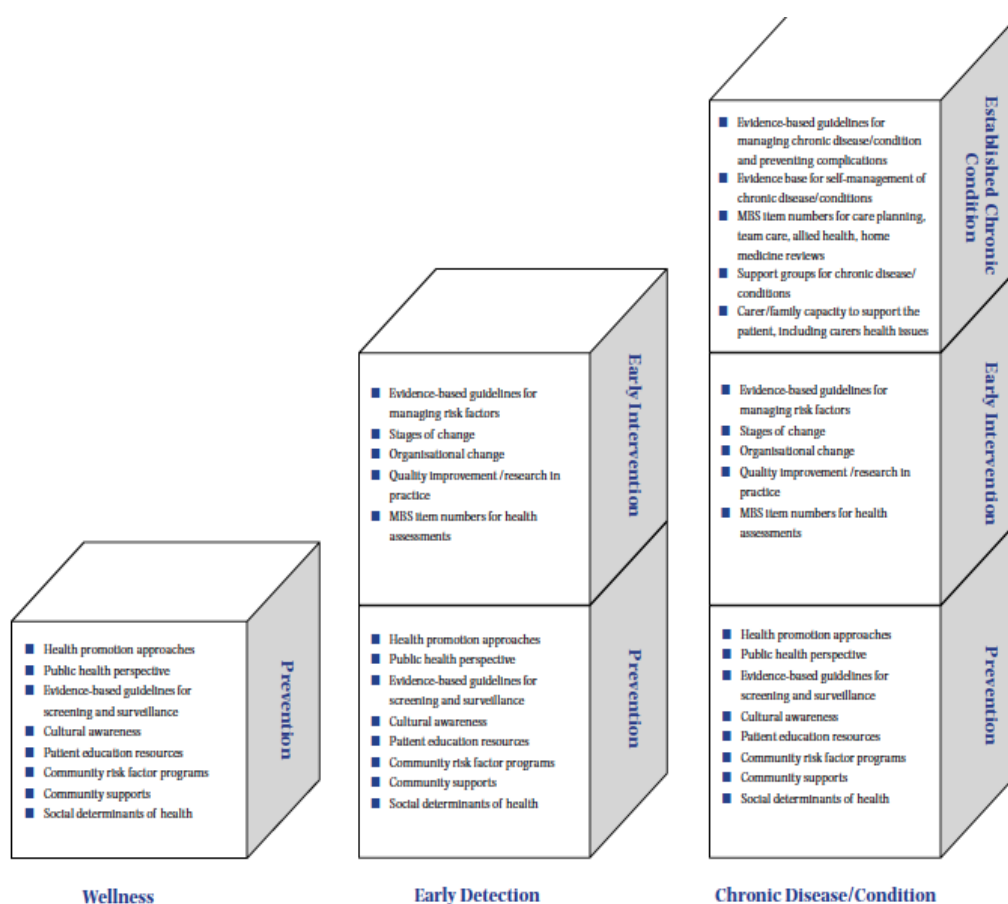 ■ Health promotion approaches
■ Public health perspective
■ Evidence-based guidelines for
screening and surveillance
■ Cultural awareness
■ Patient education resources
■ Community risk factor programs
■ Community supports
■ Social determinants of health
Prevention
Wellness
■ Evidence-based guidelines for
managing risk factors
■ Stages of change
■ Organisational change
■ Quality improvement /research in
practice
■ MBS item numbers for health
assessments
Early Intervention
■ Health promotion approaches
■ Public health perspective
■ Evidence-based guidelines for
screening and surveillance
■ Cultural awareness
■ Patient education resources
■ Community risk factor programs
■ Community supports
■ Social determinants of health
Prevention
Early Detection
■ Evidence-based guidelines for
managing chronic disease/condition
and preventing complications
■ Evidence base for self-management of
chronic disease/conditions
■ MBS item numbers for care planning,
team care, allied health, home
medicine reviews
■ Support groups for chronic disease/
conditions
■ Carer/family capacity to support the
patient, including carers health issues
Established Chronic
Condition
■ Evidence-based guidelines for
managing risk factors
■ Stages of change
■ Organisational change
■ Quality improvement /research in
practice
■ MBS item numbers for health
assessments
Early Intervention
■ Health promotion approaches
■ Public health perspective
■ Evidence-based guidelines for
screening and surveillance
■ Cultural awareness
■ Patient education resources
■ Community risk factor programs
■ Community supports
■ Social determinants of health
Prevention
Chronic Disease/Condition